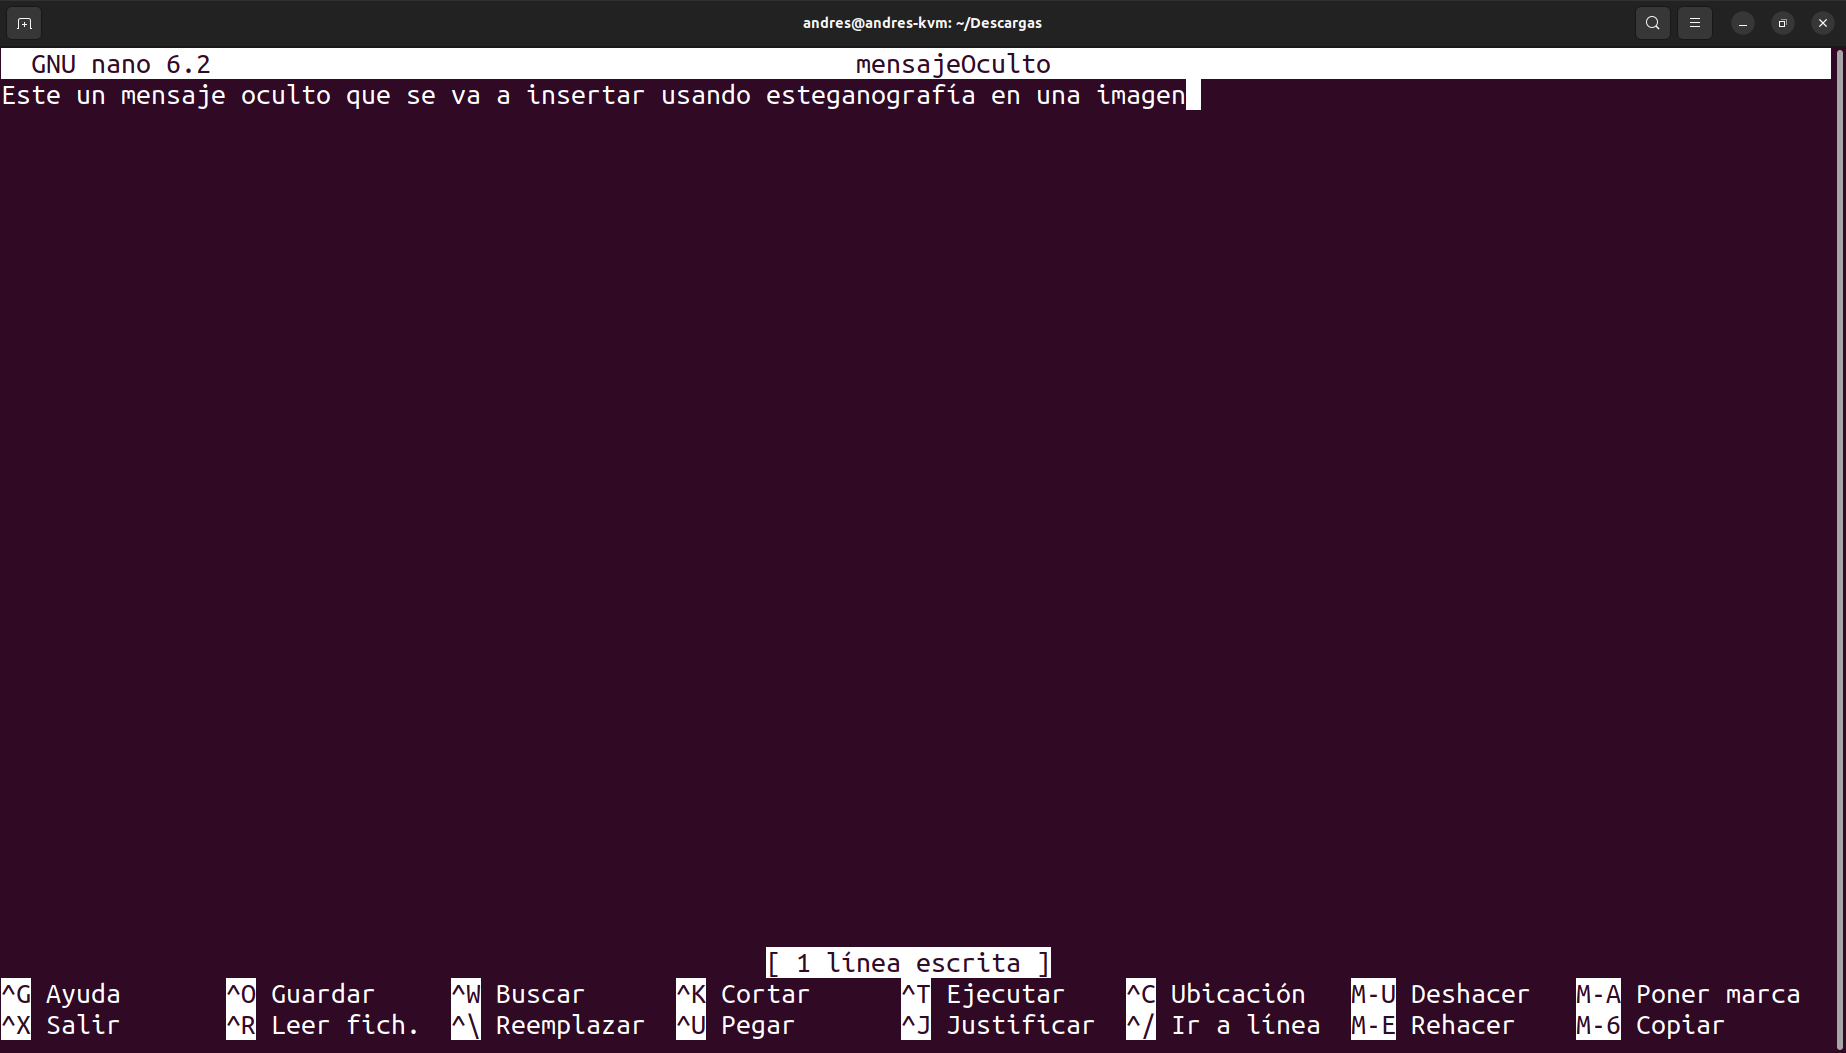 andres@andres-kvm: ~/Descargas
GNU nano 6.2 mensajeOculto
Este un mensaje oculto que se va a insertar usando esteganografía en una imagen
[ 1 línea escrita ]
^G Ayuda ^O Guardar ^W Buscar ^K Cortar ^T Ejecutar ^C Ubicación M-U Deshacer M-A Poner marca
^X Salir ^R Leer fich. ^\ Reemplazar ^U Pegar ^J Justificar ^/ Ir a línea M-E Rehacer M-6 Copiar